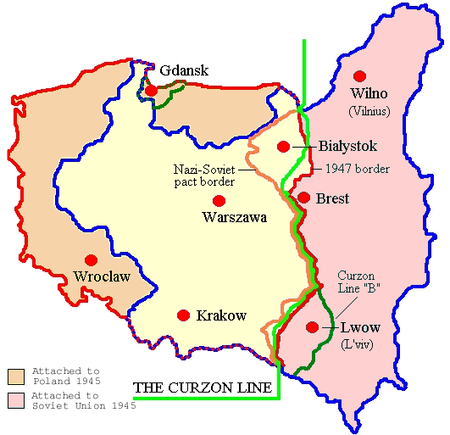 Gdansk
Wilno
(Vilnius)
Białystok
Nazi-Soviet
pact border
1947 border
Warszawa
Brest
Wroclaw
Curzon
Line "B"
Krakow
Lwow
(L'viv)
Attached to
Poland 1945
THE CURZON LINE
Attached to
Soviet Union 1945